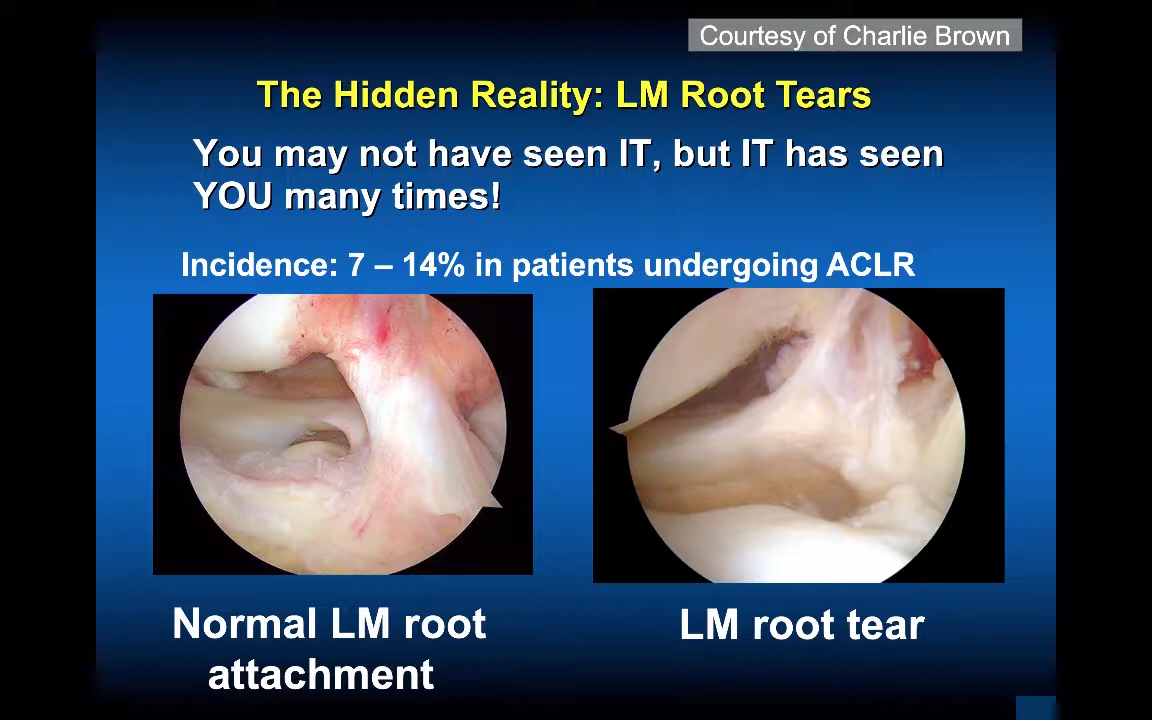 Courtesy of Charlie Brown
The Hidden Reality: LM Root Tears
You may not have seen IT, but IT has seen
YOU many times!
Incidence: 7 – 14% in patients undergoing ACLR
Normal LM root
attachment
LM root tear